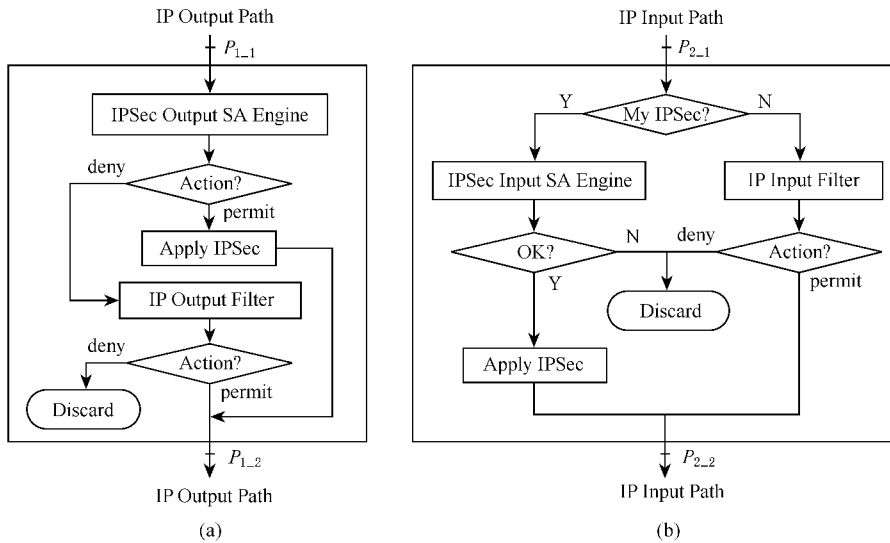 IP Output Path
P1_1
IPSec Output SA Engine
deny
Action?
permit
Apply IPSec
IP Output Filter
deny
Action?
permit
Discard
P1_2
IP Output Path
(a)
IP Input Path
P2_1
Y
My IPSec?
N
IPSec Input SA Engine
IP Input Filter
OK?
N
deny
Action?
Y
permit
Discard
Apply IPSec
P2_2
IP Input Path
(b)